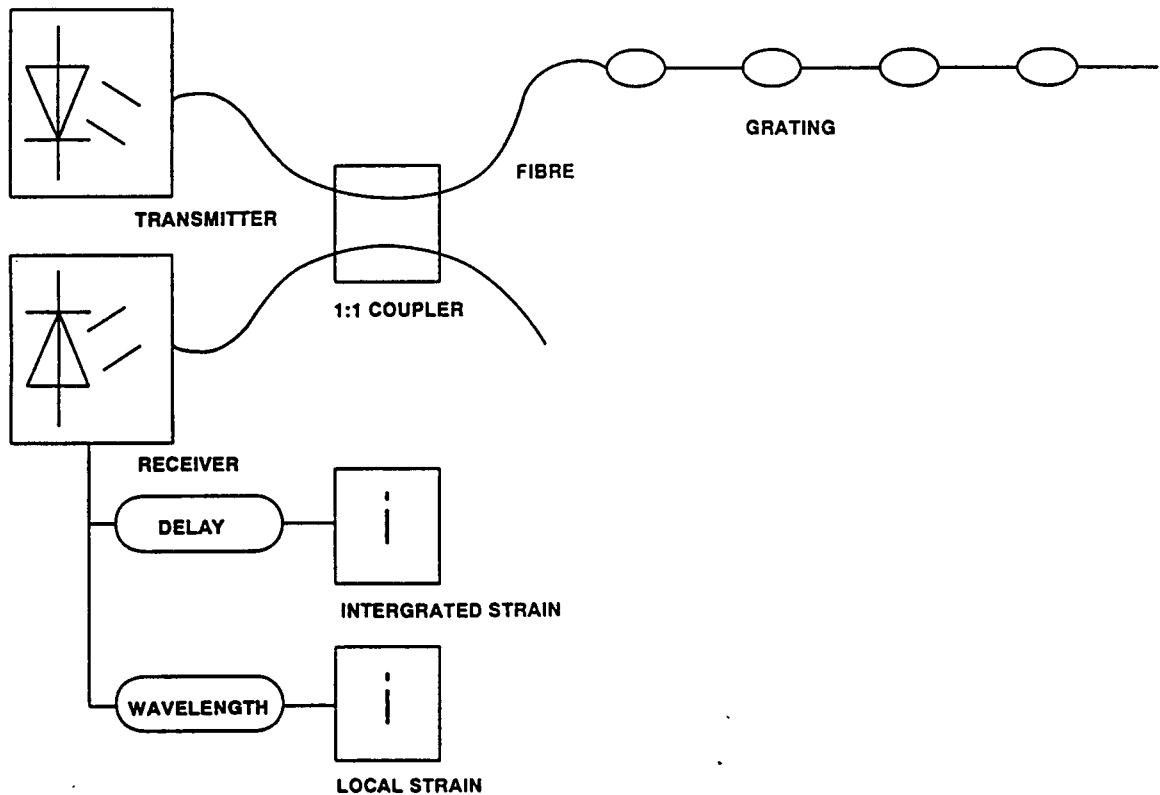 GRATING
FIBRE
TRANSMITTER
1:1 COUPLER
RECEIVER
DELAY
i
INTERGRATED STRAIN
WAVELENGTH
i
LOCAL STRAIN